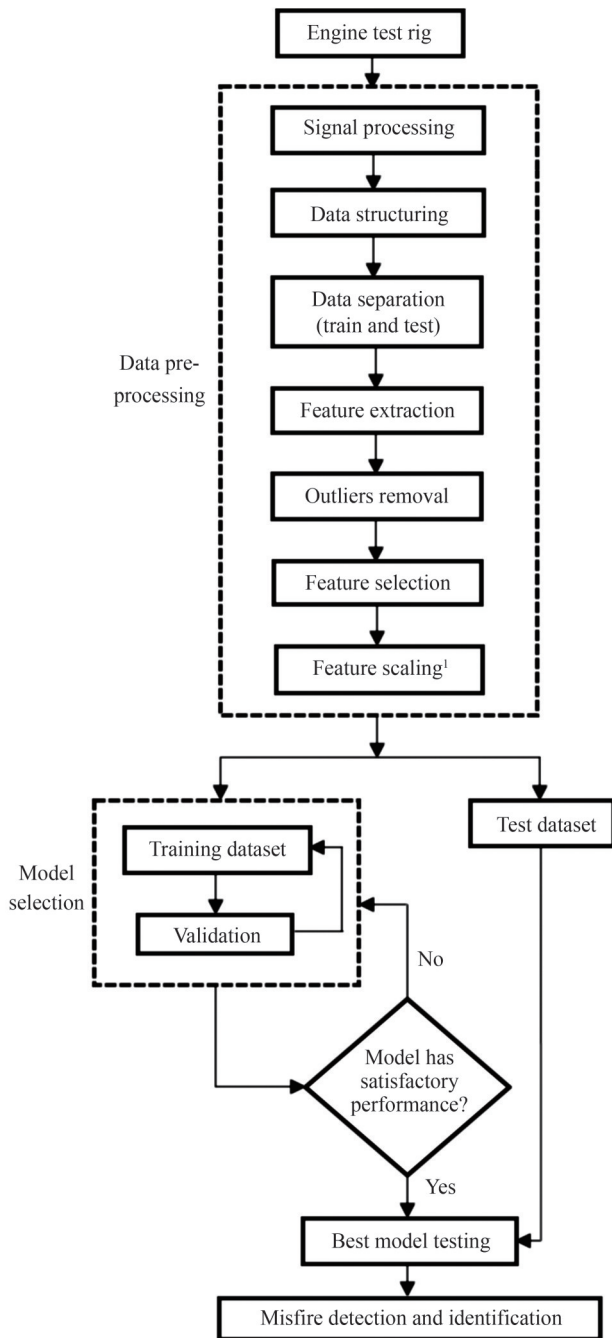 Engine test rig
Signal processing
Data structuring
Data separation
(train and test)
Data pre-
processing
Feature extraction
Outliers removal
Feature selection
Feature scaling¹
Test dataset
Training dataset
Model
selection
Validation
No
Model has
satisfactory
performance?
Yes
Best model testing
Misfire detection and identification